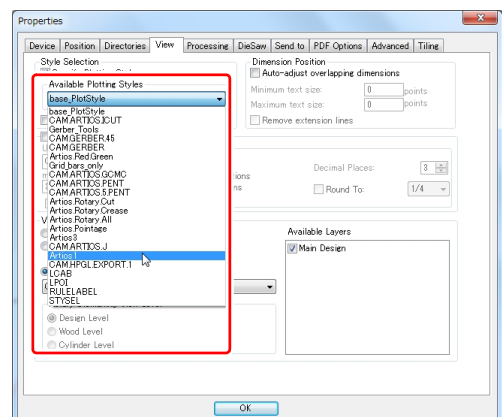 Properties
Device Position Directories View Processing DieSaw Send to PDF Options Advanced Tiling
Style Selection
Available Plotting Styles
base_PlotStyle
base_PlotStyle
CAM.ARTIOS.ICUT
Gerber_Tools
CAM.GERBER.45
CAM.GERBER
Artios.Red.Green
Grid_bars_only
CAM.ARTIOS.GCMC
CAM.ARTIOS.PENT
CAM.ARTIOS.5.PENT
Artios.Rotary.Cut
Artios.Rotary.Crease
Artios.Rotary.All
Artios.Pointage
Artios3
CAM.ARTIOS.J
Artios1
CAM.HPGL.EXPORT.1
LCAB
LPOI
RULELABEL
STYSEL
Design Level
Wood Level
Cylinder Level
Dimension Position
Auto-adjust overlapping dimensions
Minimum text size: 0 points
Maximum text size: 0 points
Remove extension lines
Decimal Places: 3
Round To: 1/4
Available Layers
Main Design
OK